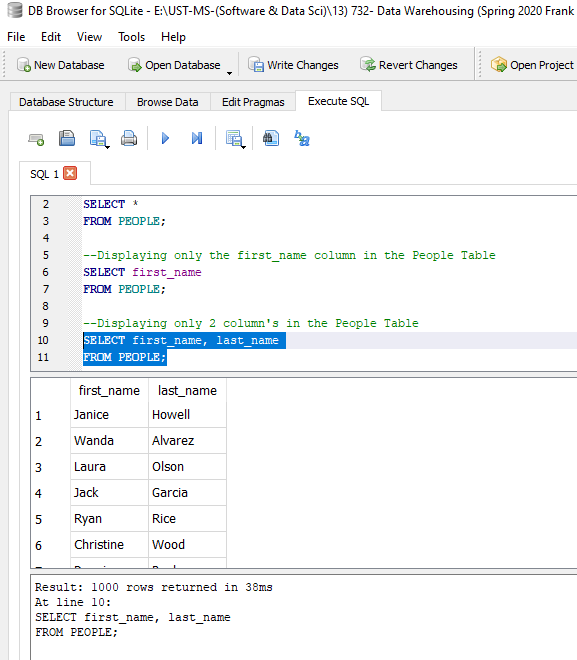 DB Browser for SQLite - E:\UST-MS-(Software & Data Sci)\13) 732- Data Warehousing (Spring 2020 Frank
File Edit View Tools Help
New Database Open Database Write Changes Revert Changes Open Project
Database Structure Browse Data Edit Pragmas Execute SQL
SQL 1
2 SELECT *
3 FROM PEOPLE;
4
5 --Displaying only the first_name column in the People Table
6 SELECT first_name
7 FROM PEOPLE;
8
9 --Displaying only 2 column's in the People Table
10 SELECT first_name, last_name
11 FROM PEOPLE;
first_name last_name
1 Janice Howell
2 Wanda Alvarez
3 Laura Olson
4 Jack Garcia
5 Ryan Rice
6 Christine Wood
Result: 1000 rows returned in 38ms
At line 10:
SELECT first_name, last_name
FROM PEOPLE;